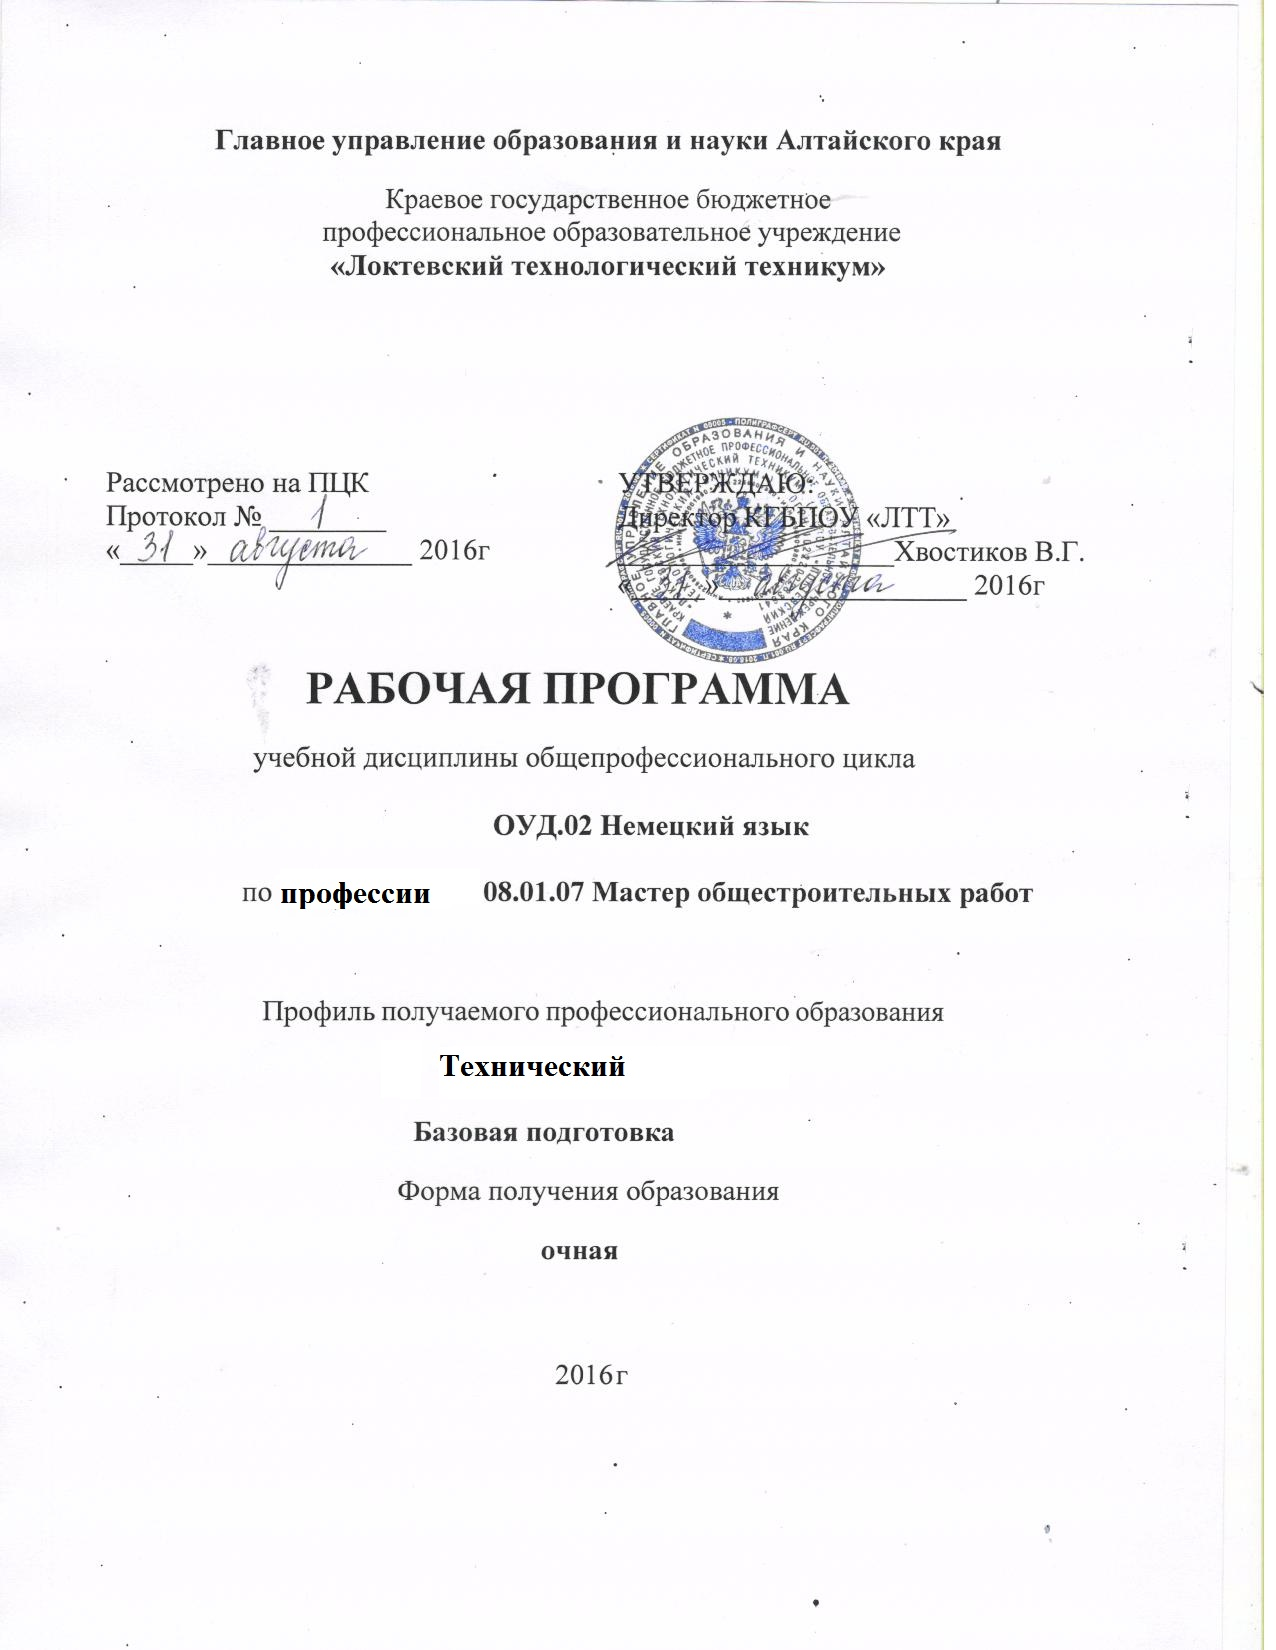 Главное управление образования и науки Алтайского края
Краевое государственное бюджетное
профессиональное образовательное учреждение
«Локтевский технологический техникум»
Рассмотрено на ПЦК
Протокол № 1
«31» августа 2016г
УТВЕРЖДАЮ:
Директор КГБПОУ «ЛТТ»
Хвостиков В.Г.
августа 2016г
РАБОЧАЯ ПРОГРАММА
учебной дисциплины общепрофессионального цикла
ОУД.02 Немецкий язык
по профессии 08.01.07 Мастер общестроительных работ
Профиль получаемого профессионального образования
Технический
Базовая подготовка
Форма получения образования
очная
2016г